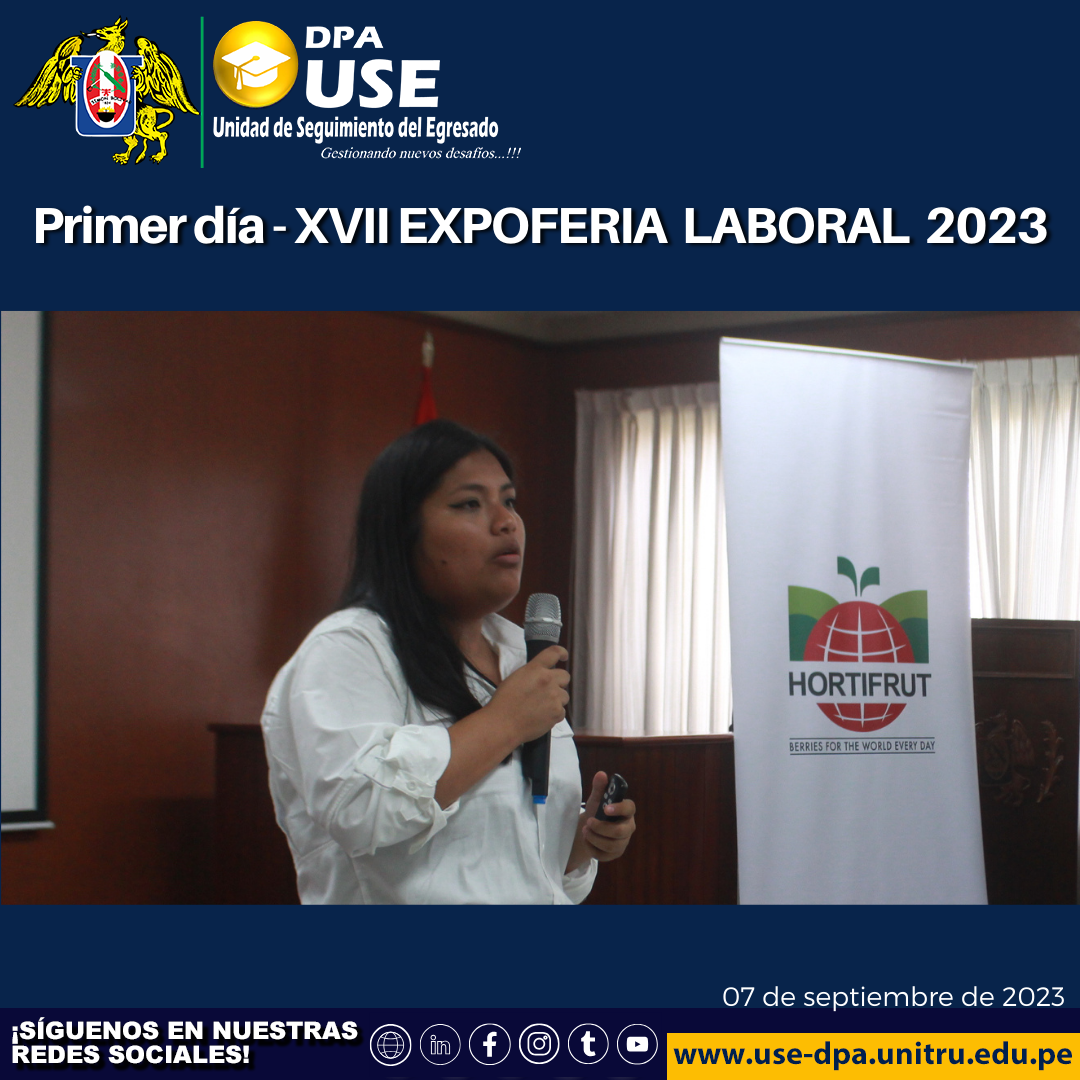 DPA
USE
Unidad de Seguimiento del Egresado
Gestionando nuevos desafíos...!!!
Primer día - XVII EXPOFERIA LABORAL 2023
HORTIFRUT
BERRIES FOR THE WORLD EVERY DAY
07 de septiembre de 2023
¡SÍGUENOS EN NUESTRAS
REDES SOCIALES!
www.use-dpa.unitru.edu.pe